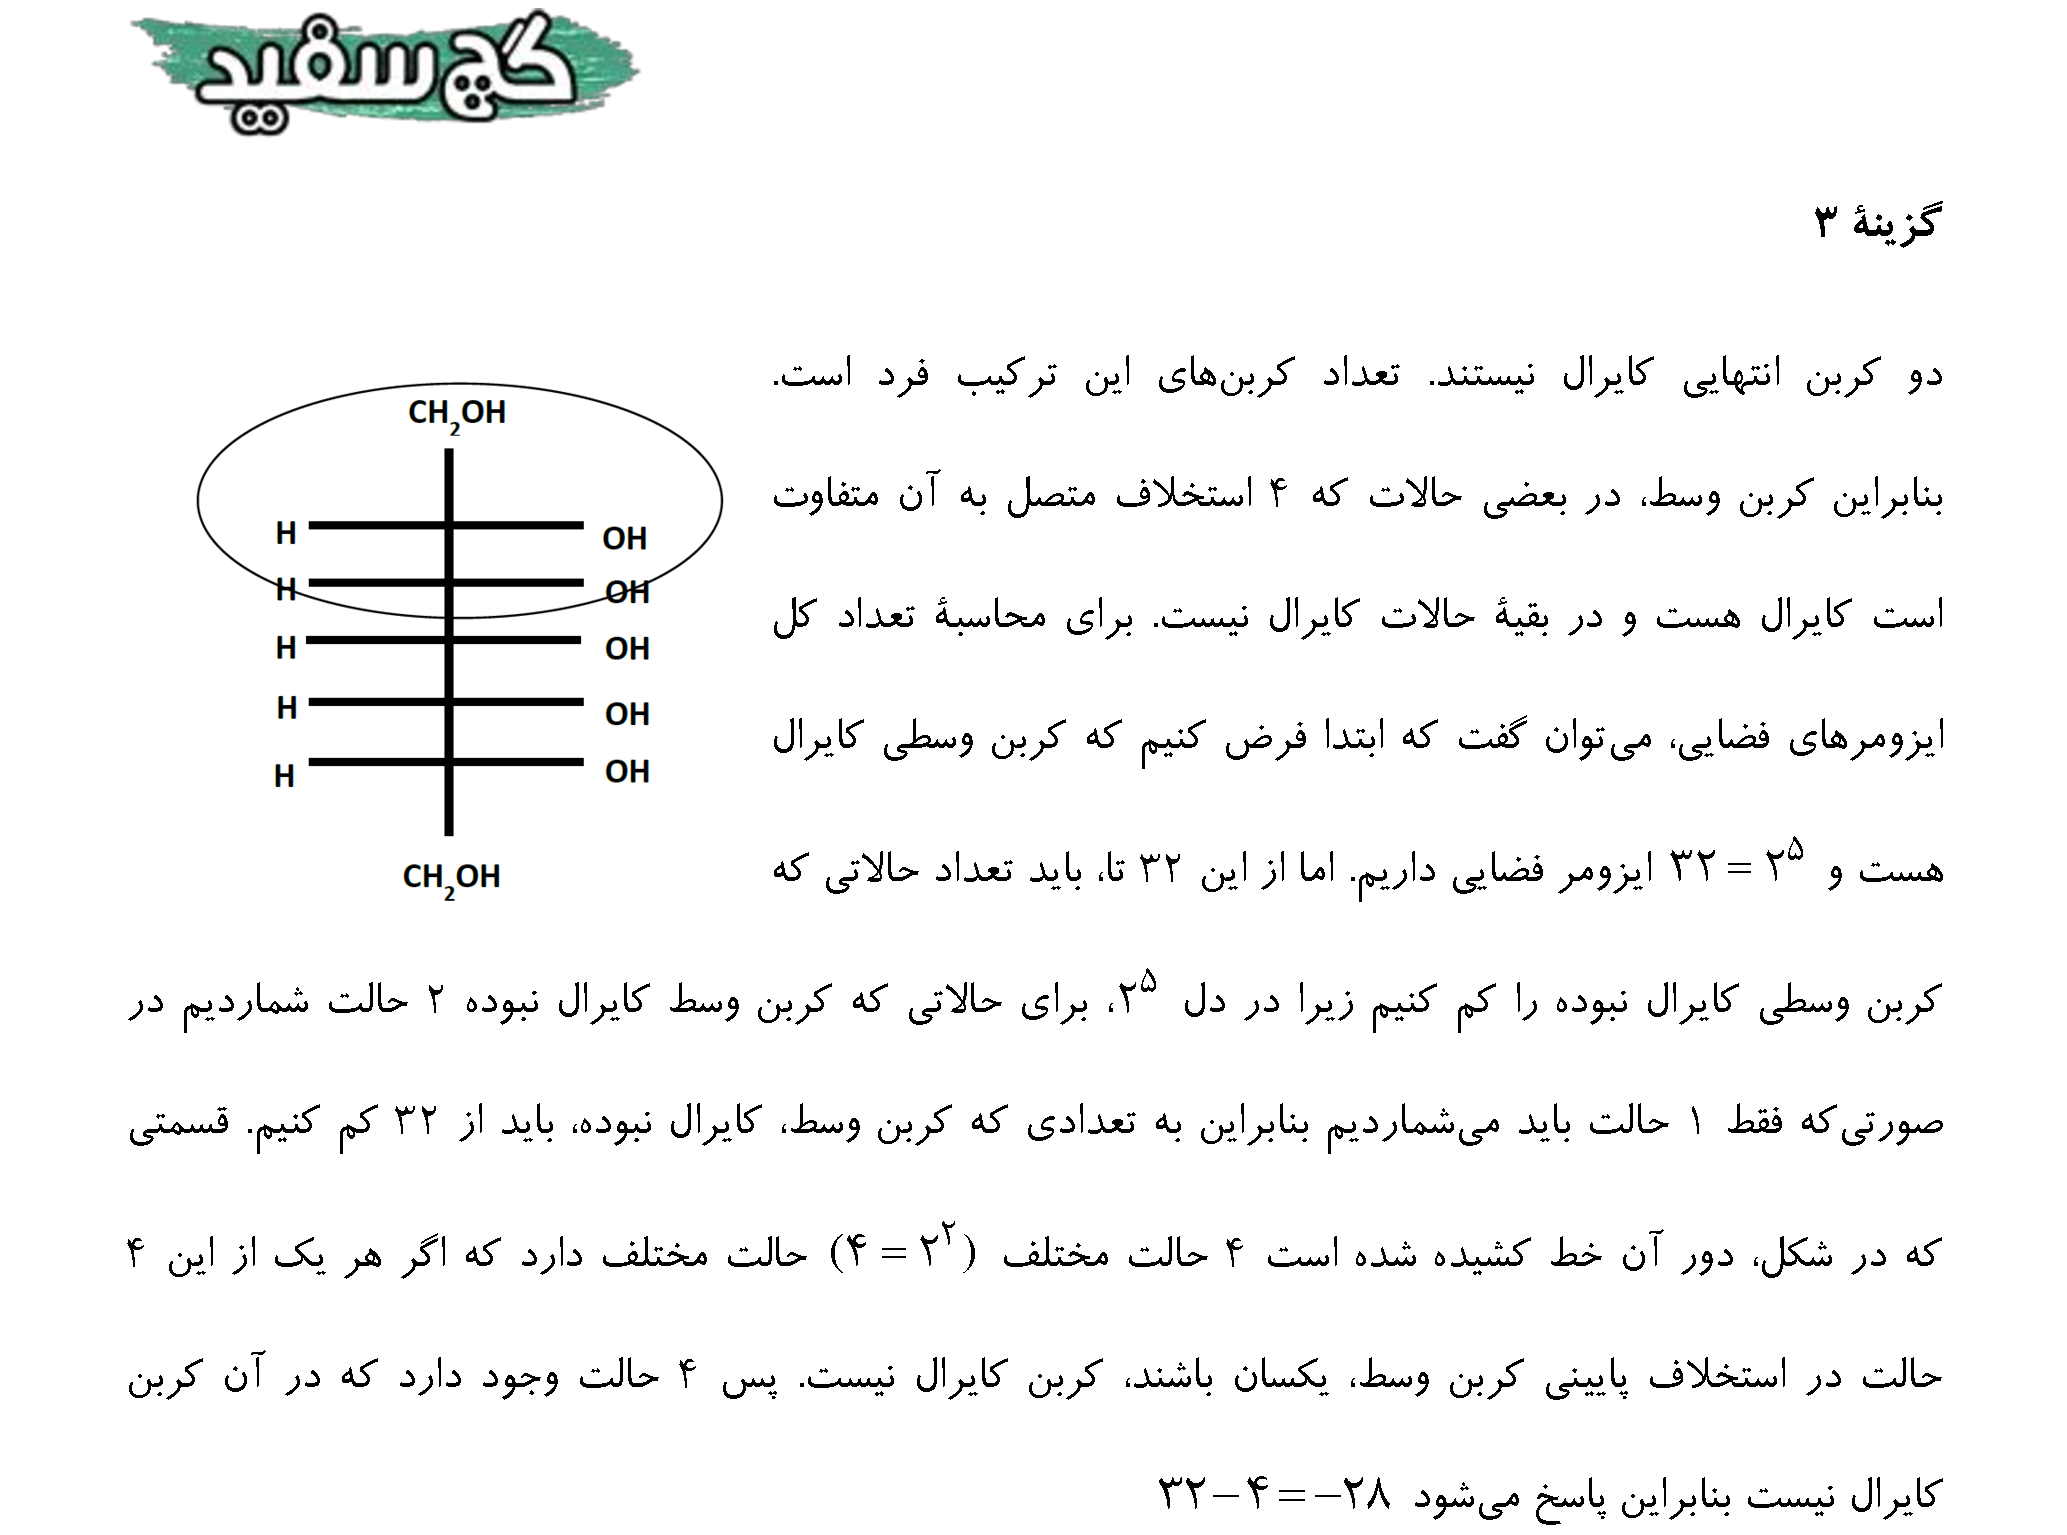 گچ سفید
گزینهٔ ۳
دو کربن انتهایی کایرال نیستند. تعداد کربن‌های این ترکیب فرد است.
بنابراین کربن وسط، در بعضی حالات که ۴ استخلاف متصل به آن متفاوت
است کایرال هست و در بقیهٔ حالات کایرال نیست. برای محاسبهٔ تعداد کل
ایزومرهای فضایی، می‌توان گفت که ابتدا فرض کنیم که کربن وسطی کایرال
هست و ۳۲ = ۲⁵ ایزومر فضایی داریم. اما از این ۳۲ تا، باید تعداد حالاتی که
کربن وسطی کایرال نبوده را کم کنیم زیرا در دل ۲⁵، برای حالاتی که کربن وسط کایرال نبوده ۲ حالت شماردیم در
صورتی‌که فقط ۱ حالت باید می‌شماردیم بنابراین به تعدادی که کربن وسط، کایرال نبوده، باید از ۳۲ کم کنیم. قسمتی
که در شکل، دور آن خط کشیده شده است ۴ حالت مختلف (۴ = ۲²) حالت مختلف دارد که اگر هر یک از این ۴
حالت در استخلاف پایینی کربن وسط، یکسان باشند، کربن کایرال نیست. پس ۴ حالت وجود دارد که در آن کربن
کایرال نیست بنابراین پاسخ می‌شود ۳۲−۴=−۲۸
CH₂OH
H OH
H OH
H OH
H OH
H OH
CH₂OH